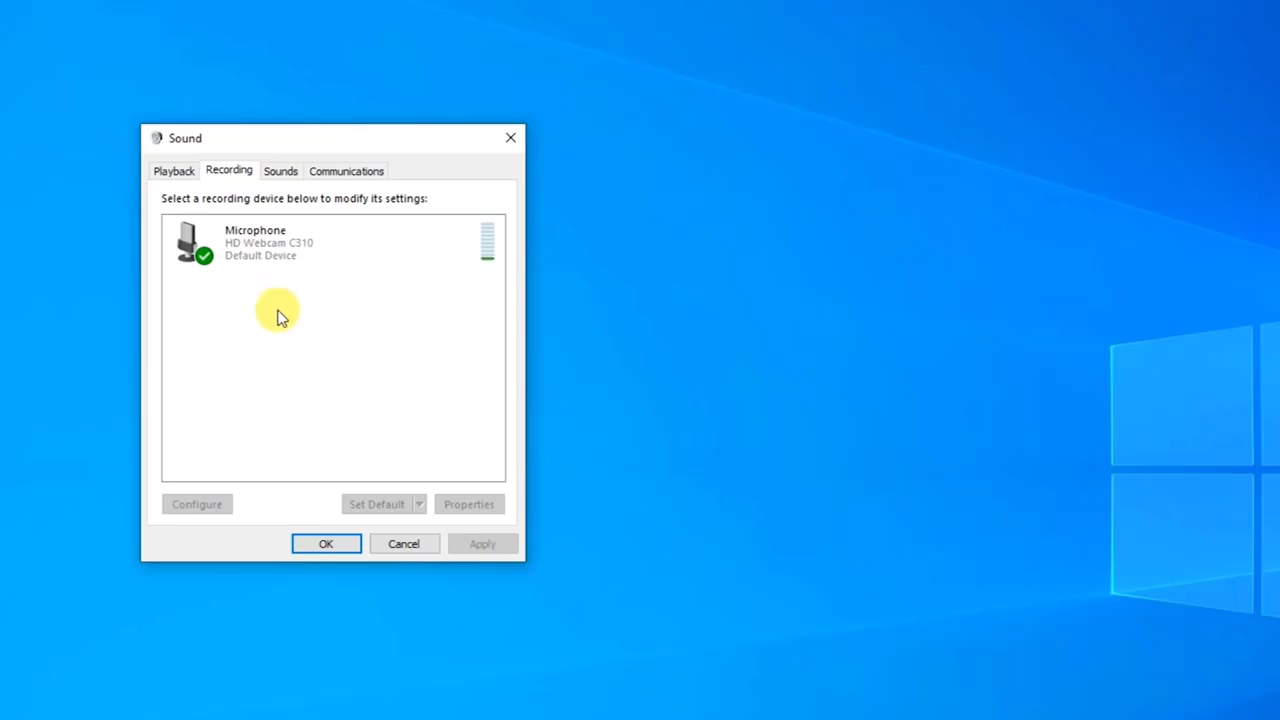 Sound
Playback Recording Sounds Communications
Select a recording device below to modify its settings:
Microphone
HD Webcam C310
Default Device
Configure Set Default Properties
OK Cancel Apply